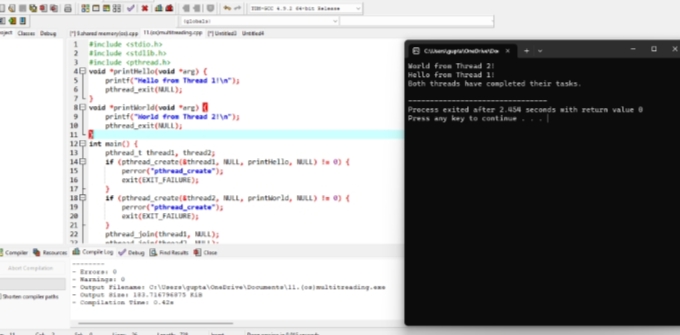 TDM-GCC 4.9.2 64-bit Release
(globals)
Classes Debug
[*] 8.shared memory(os).cpp 11.(os)multitreading.cpp [*] Untitled3 Untitled4
1 #include <stdio.h>
2 #include <stdlib.h>
3 #include <pthread.h>
4 void *printHello(void *arg) {
5 printf("Hello from Thread 1!\n");
6 pthread_exit(NULL);
7 }
8 void *printWorld(void *arg) {
9 printf("World from Thread 2!\n");
10 pthread_exit(NULL);
11 }
12 int main() {
13 pthread_t thread1, thread2;
14 if (pthread_create(&thread1, NULL, printHello, NULL) != 0) {
15 perror("pthread_create");
16 exit(EXIT_FAILURE);
17 }
18 if (pthread_create(&thread2, NULL, printWorld, NULL) != 0) {
19 perror("pthread_create");
20 exit(EXIT_FAILURE);
21 }
22 pthread_join(thread1, NULL);
C:\Users\gupta\OneDrive\Do
World from Thread 2!
Hello from Thread 1!
Both threads have completed their tasks.
--------------------------------
Process exited after 2.454 seconds with return value 0
Press any key to continue . . .
Compiler Resources Compile Log Debug Find Results Close
Abort Compilation
Shorten compiler paths
--------
- Errors: 0
- Warnings: 0
- Output Filename: C:\Users\gupta\OneDrive\Documents\11.(os)multitreading.exe
- Output Size: 183.716796875 KiB
- Compilation Time: 0.42s